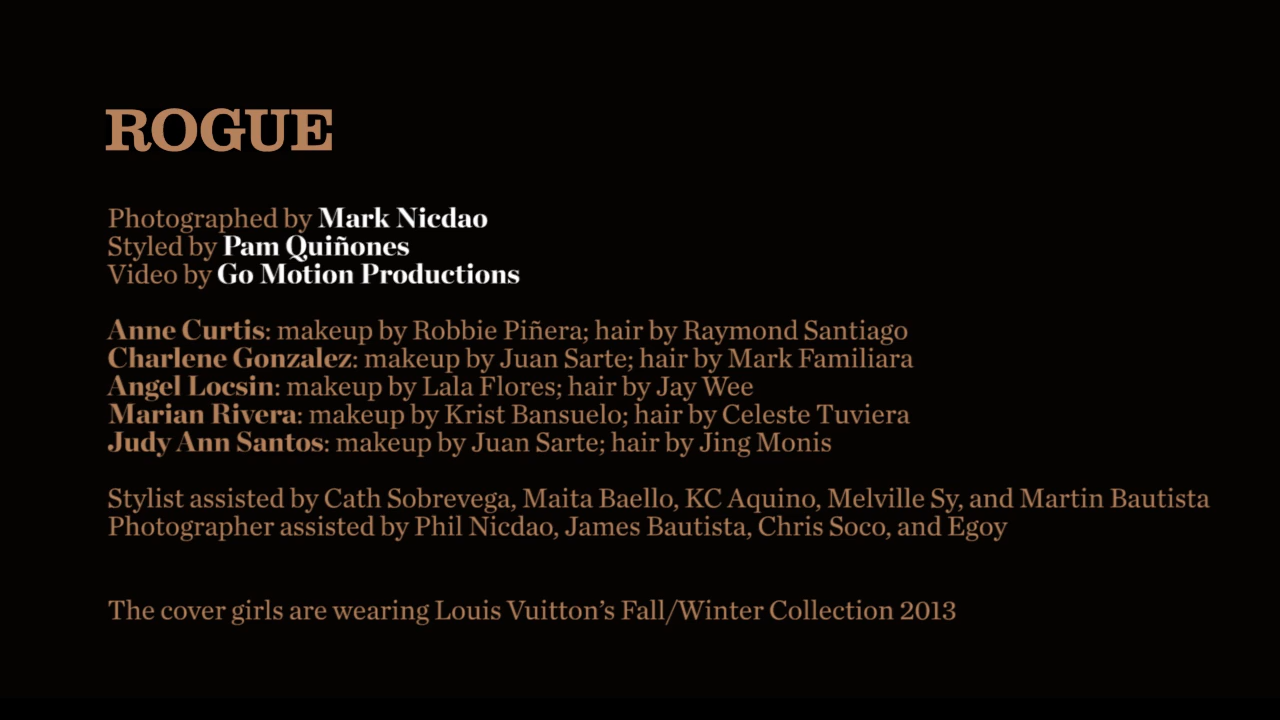 ROGUE
Photographed by Mark Nicdao
Styled by Pam Quiñones
Video by Go Motion Productions
Anne Curtis: makeup by Robbie Piñera; hair by Raymond Santiago
Charlene Gonzalez: makeup by Juan Sarte; hair by Mark Familiara
Angel Locsin: makeup by Lala Flores; hair by Jay Wee
Marian Rivera: makeup by Krist Bansuelo; hair by Celeste Tuviera
Judy Ann Santos: makeup by Juan Sarte; hair by Jing Monis
Stylist assisted by Cath Sobrevega, Maita Baello, KC Aquino, Melville Sy, and Martin Bautista
Photographer assisted by Phil Nicdao, James Bautista, Chris Soco, and Egoy
The cover girls are wearing Louis Vuitton’s Fall/Winter Collection 2013